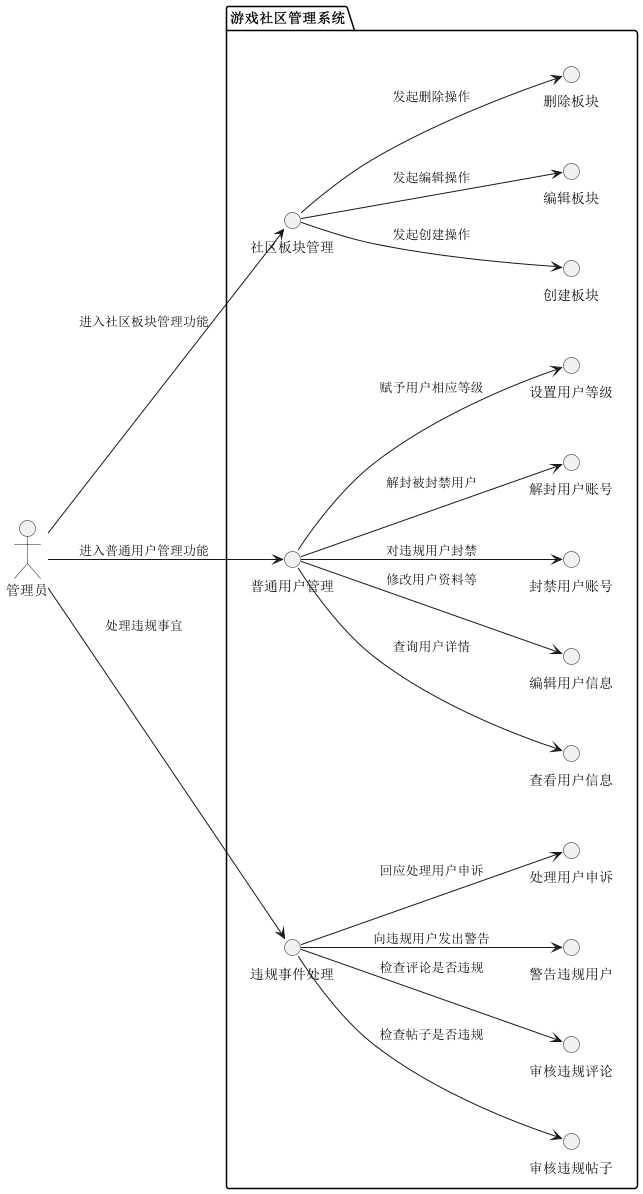 游戏社区管理系统
发起删除操作
删除板块
发起编辑操作
编辑板块
社区板块管理
发起创建操作
创建板块
进入社区板块管理功能
赋予用户相应等级
设置用户等级
解封被封禁用户
解封用户账号
管理员
进入普通用户管理功能
普通用户管理
对违规用户封禁
封禁用户账号
修改用户资料等
编辑用户信息
处理违规事宜
查询用户详情
查看用户信息
回应处理用户申诉
处理用户申诉
向违规用户发出警告
警告违规用户
违规事件处理
检查评论是否违规
审核违规评论
检查帖子是否违规
审核违规帖子